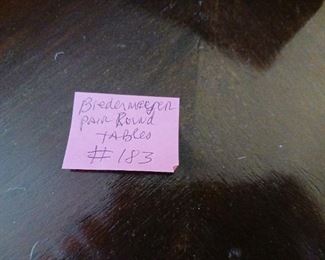 Biedermeyer
pair Round
TABles
# 183